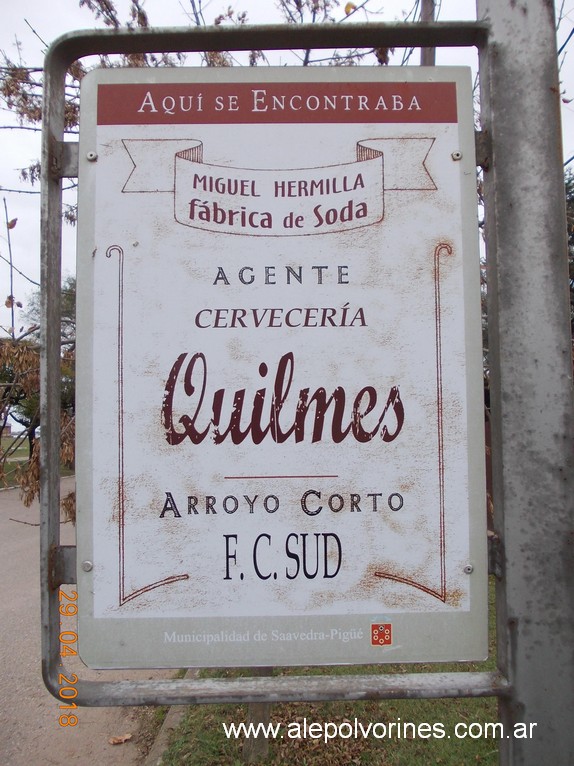 AQUÍ SE ENCONTRABA
MIGUEL HERMILLA
fábrica de Soda
AGENTE
CERVECERÍA
Quilmes
ARROYO CORTO
F. C. SUD
Municipalidad de Saavedra-Pigüé
29 04 2018
www.alepolvorines.com.ar